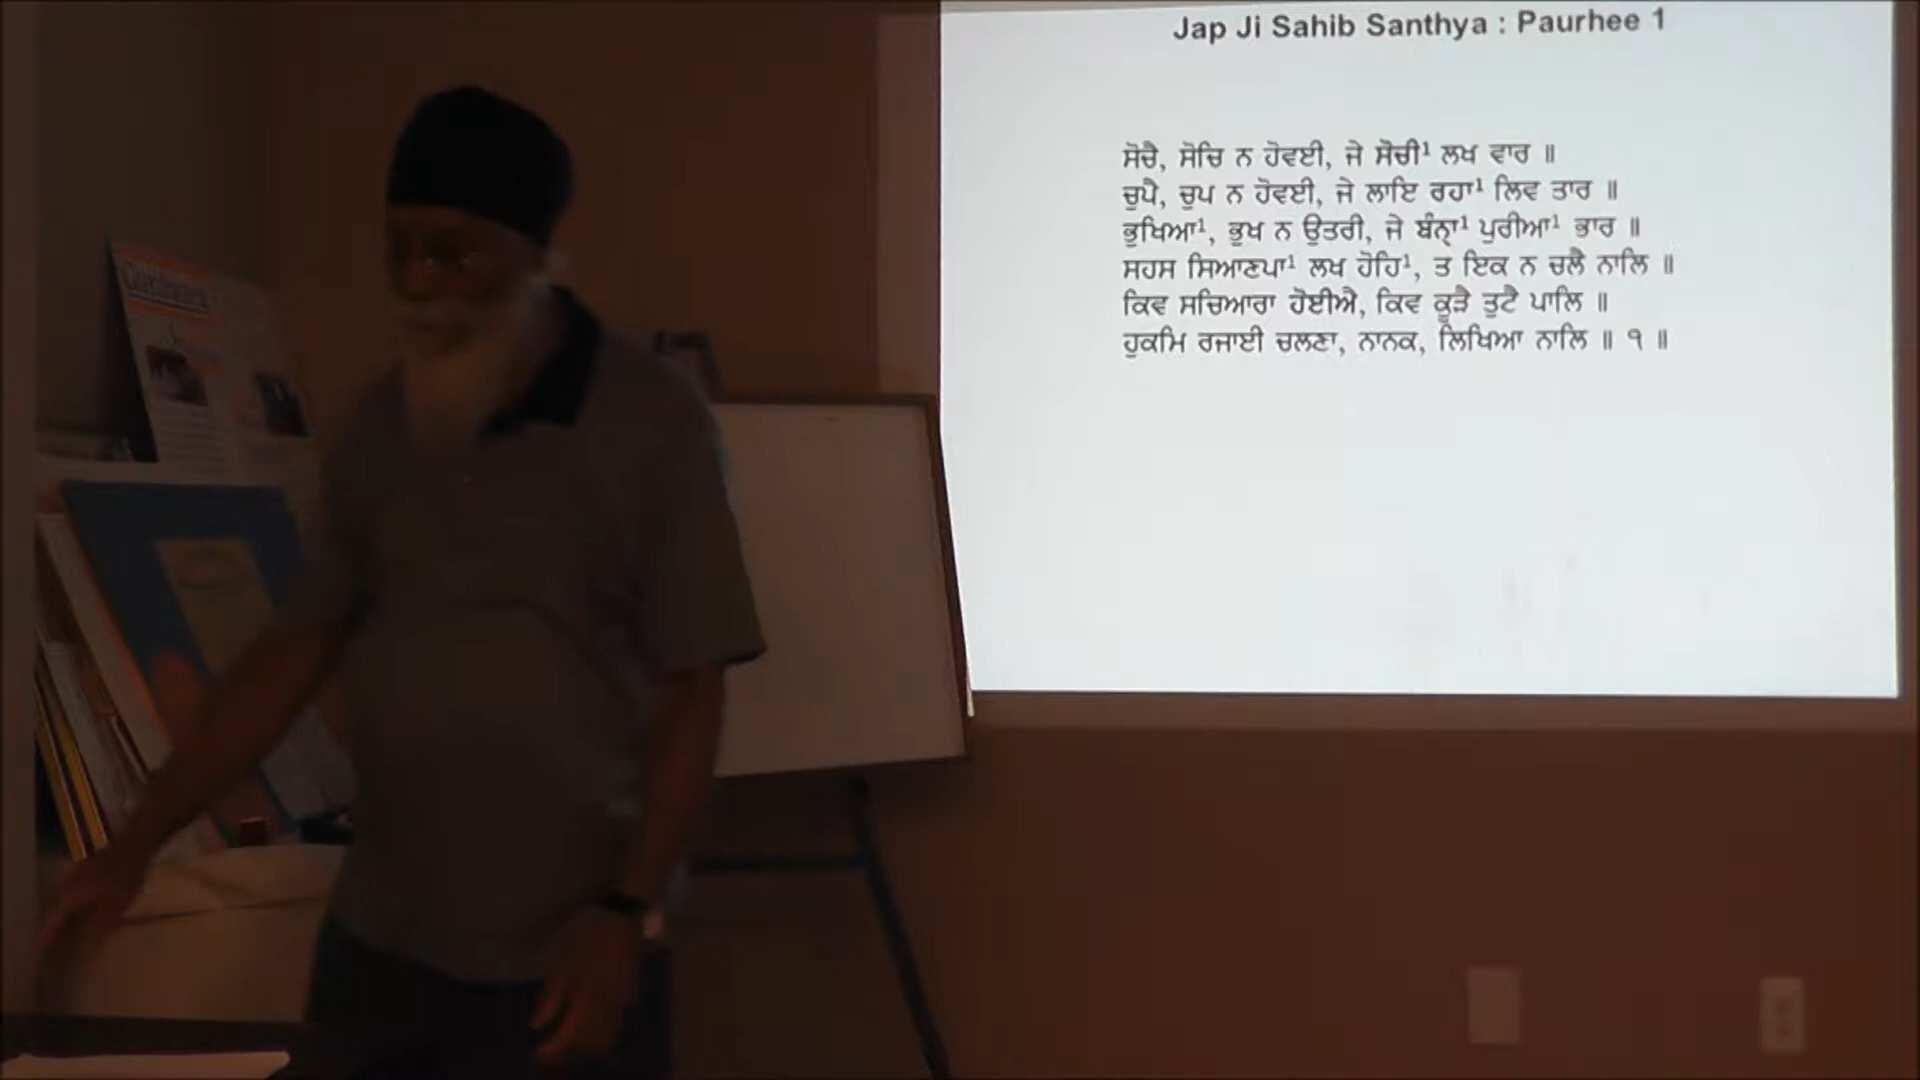 Jap Ji Sahib Santhya : Paurhee 1
ਸੋਚੈ, ਸੋਚਿ ਨ ਹੋਵਈ, ਜੇ ਸੋਚੀ¹ ਲਖ ਵਾਰ ॥
ਚੁਪੈ, ਚੁਪ ਨ ਹੋਵਈ, ਜੇ ਲਾਇ ਰਹਾ¹ ਲਿਵ ਤਾਰ ॥
ਭੁਖਿਆ¹, ਭੁਖ ਨ ਉਤਰੀ, ਜੇ ਬੰਨ੍ਹਾ¹ ਪੁਰੀਆ¹ ਭਾਰ ॥
ਸਹਸ ਸਿਆਣਪਾ¹ ਲਖ ਹੋਹਿ¹, ਤ ਇਕ ਨ ਚਲੈ ਨਾਲਿ ॥
ਕਿਵ ਸਚਿਆਰਾ ਹੋਈਐ, ਕਿਵ ਕੂੜੈ ਤੁਟੈ ਪਾਲਿ ॥
ਹੁਕਮਿ ਰਜਾਈ ਚਲਣਾ, ਨਾਨਕ, ਲਿਖਿਆ ਨਾਲਿ ॥ ੧ ॥